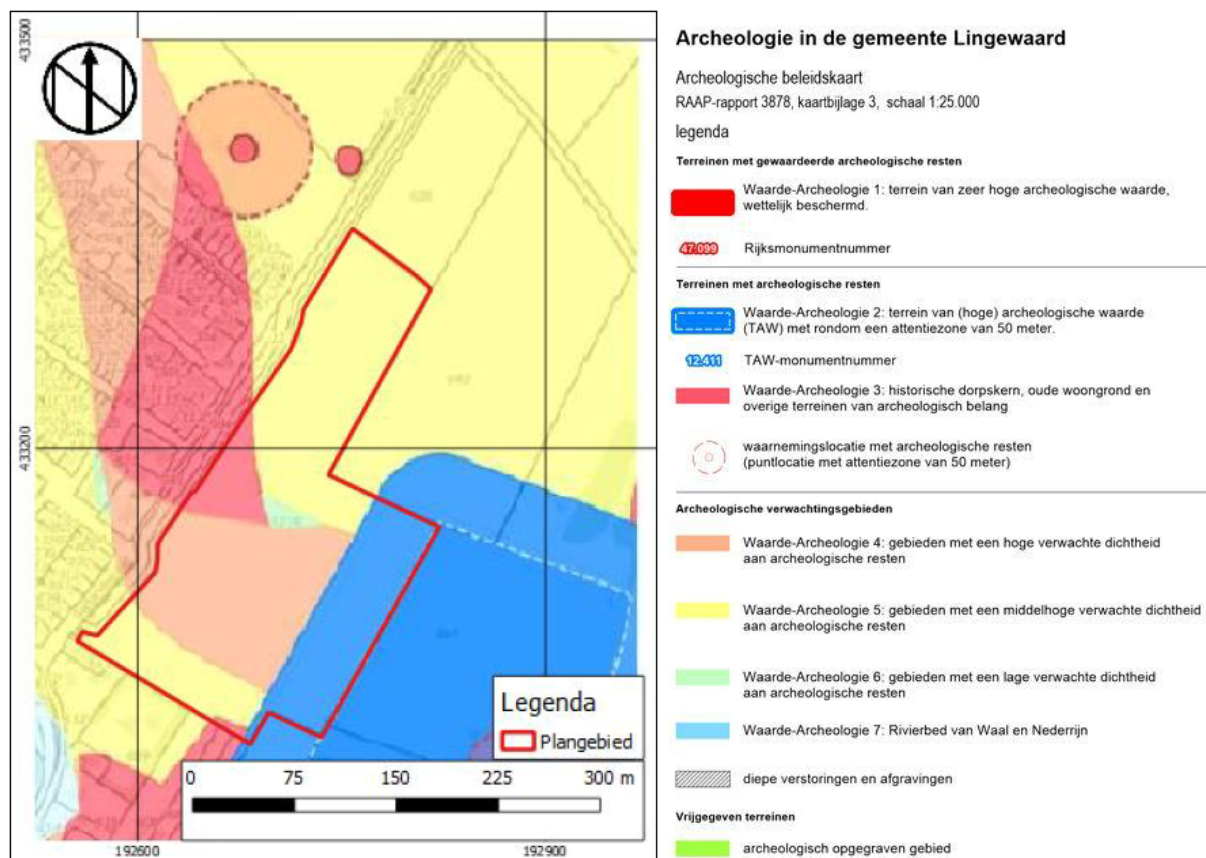 433500
433200
192600
192900
Legenda
Plangebied
0 75 150 225 300 m
Archeologie in de gemeente Lingewaard
Archeologische beleidskaart
RAAP-rapport 3878, kaartbijlage 3, schaal 1:25.000
legenda
Terreinen met gewaardeerde archeologische resten
Waarde-Archeologie 1: terrein van zeer hoge archeologische waarde,
wettelijk beschermd.
47.099 Rijksmonumentnummer
Terreinen met archeologische resten
Waarde-Archeologie 2: terrein van (hoge) archeologische waarde
(TAW) met rondom een attentiezone van 50 meter.
12.411 TAW-monumentnummer
Waarde-Archeologie 3: historische dorpskern, oude woongrond en
overige terreinen van archeologisch belang
waarnemingslocatie met archeologische resten
(puntlocatie met attentiezone van 50 meter)
Archeologische verwachtingsgebieden
Waarde-Archeologie 4: gebieden met een hoge verwachte dichtheid
aan archeologische resten
Waarde-Archeologie 5: gebieden met een middelhoge verwachte dichtheid
aan archeologische resten
Waarde-Archeologie 6: gebieden met een lage verwachte dichtheid
aan archeologische resten
Waarde-Archeologie 7: Rivierbed van Waal en Nederrijn
diepe verstoringen en afgravingen
Vrijgegeven terreinen
archeologisch opgegraven gebied